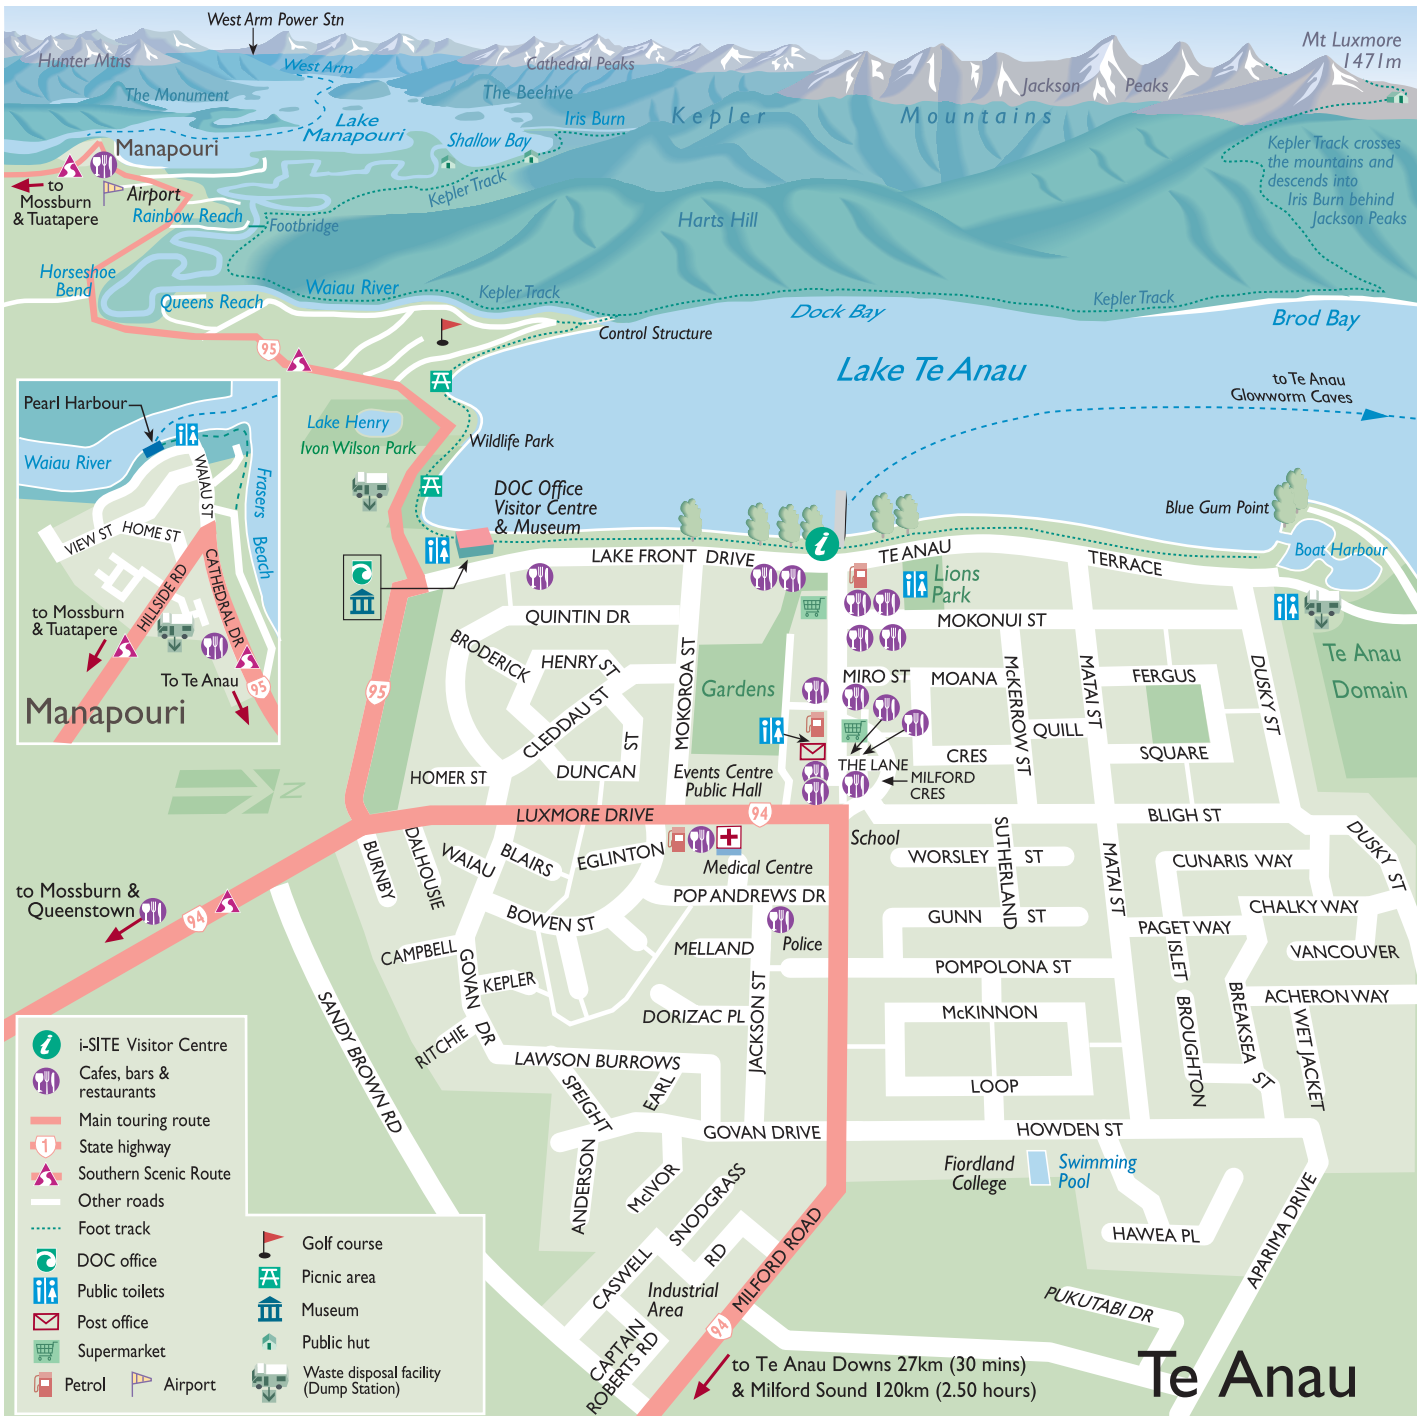 West Arm Power Stn
Mt Luxmore
1471m
Hunter Mtns
West Arm
Cathedral Peaks
Jackson Peaks
The Monument
The Beehive
Lake
Manapouri
Iris Burn
Kepler Mountains
Shallow Bay
Manapouri
Kepler Track crosses
the mountains and
descends into
Iris Burn behind
Jackson Peaks
to
Mossburn
& Tuatapere
Airport
Kepler Track
Rainbow Reach
Footbridge
Harts Hill
Horseshoe
Bend
Queens Reach
Waiau River
Kepler Track
Kepler Track
Dock Bay
Brod Bay
Control Structure
95
Lake Te Anau
to Te Anau
Glowworm Caves
Pearl Harbour
Waiau River
WAIAU ST
Frasers
Beach
VIEW ST
HOME ST
HILLSIDE RD
CATHEDRAL DR
to Mossburn
& Tuatapere
To Te Anau
95
Manapouri
Lake Henry
Ivon Wilson Park
Wildlife Park
DOC Office
Visitor Centre
& Museum
Blue Gum Point
Boat Harbour
LAKE FRONT DRIVE
TE ANAU
TERRACE
Lions
Park
QUINTIN DR
MOKONUI ST
BRODERICK
HENRY ST
CLEDDAU ST
DUNCAN
ST
MOKOROA ST
Gardens
MIRO ST
MOANA
McKERROW ST
MATAI ST
FERGUS
DUSKY ST
Te Anau
Domain
QUILL
CRES
SQUARE
95
N
HOMER ST
Events Centre
Public Hall
THE LANE
MILFORD
CRES
LUXMORE DRIVE
94
School
BLIGH ST
BURNBY
DALHOUSIE
WAIAU
BLAIRS
EGLINTON
Medical Centre
WORSLEY ST
SUTHERLAND
MATAI ST
CUNARIS WAY
DUSKY ST
to Mossburn &
Queenstown
94
POP ANDREWS DR
BOWEN ST
GUNN ST
CHALKY WAY
PAGET WAY
CAMPBELL
MELLAND
Police
VANCOUVER
GOVAN DR
KEPLER
POMPOLONA ST
ISLET
BROUGHTON
BREAKSEA ST
ACHERON WAY
WET JACKET
SANDY BROWN RD
RITCHIE
DORIZAC PL
JACKSON ST
McKINNON
LOOP
LAWSON BURROWS
SPEIGHT
EARL
GOVAN DRIVE
HOWDEN ST
ANDERSON
McIVOR
SNODGRASS
RD
Fiordland
College
Swimming
Pool
HAWEA PL
APARIMA DRIVE
CASWELL
Industrial
Area
MILFORD ROAD
PUKUTABI DR
CAPTAIN
ROBERTS RD
94
to Te Anau Downs 27km (30 mins)
& Milford Sound 120km (2.50 hours)
Te Anau
i-SITE Visitor Centre
Cafes, bars &
restaurants
Main touring route
1
State highway
Southern Scenic Route
Other roads
Foot track
DOC office
Public toilets
Post office
Supermarket
Petrol
Airport
Golf course
Picnic area
Museum
Public hut
Waste disposal facility
(Dump Station)